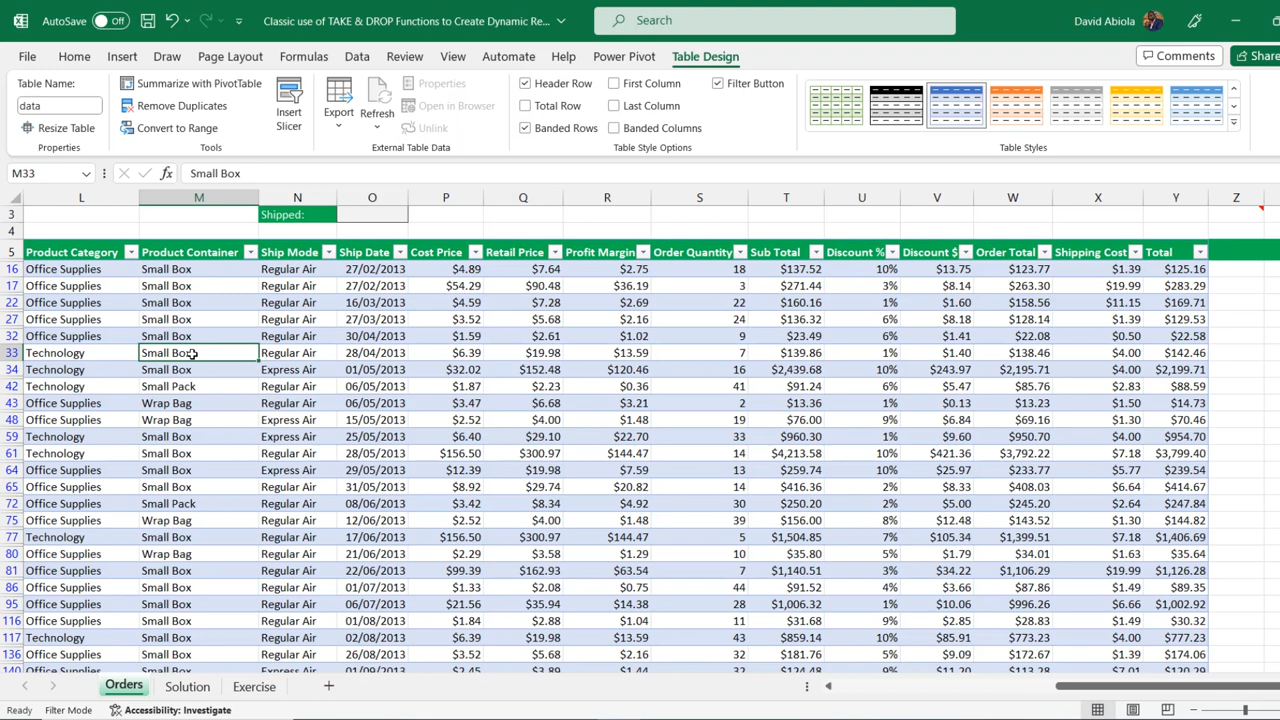 AutoSave Off Classic use of TAKE & DROP Functions to Create Dynamic Re... Search David Abiola
File Home Insert Draw Page Layout Formulas Data Review View Automate Help Power Pivot Table Design Comments Share
Table Name: Summarize with PivotTable Properties Header Row First Column Filter Button
data Remove Duplicates Insert Slicer Export Refresh Open in Browser Total Row Last Column
Resize Table Convert to Range Unlink Banded Rows Banded Columns
Properties Tools External Table Data Table Style Options Table Styles
M33 fx Small Box
L M N O P Q R S T U V W X Y Z
3 Shipped:
4
5 Product Category Product Container Ship Mode Ship Date Cost Price Retail Price Profit Margin Order Quantity Sub Total Discount % Discount $ Order Total Shipping Cost Total
16 Office Supplies Small Box Regular Air 27/02/2013 $4.89 $7.64 $2.75 18 $137.52 10% $13.75 $123.77 $1.39 $125.16
17 Office Supplies Small Box Regular Air 27/02/2013 $54.29 $90.48 $36.19 3 $271.44 3% $8.14 $263.30 $19.99 $283.29
22 Office Supplies Small Box Regular Air 16/03/2013 $4.59 $7.28 $2.69 22 $160.16 1% $1.60 $158.56 $11.15 $169.71
27 Office Supplies Small Box Regular Air 27/03/2013 $3.52 $5.68 $2.16 24 $136.32 6% $8.18 $128.14 $1.39 $129.53
32 Office Supplies Small Box Regular Air 30/04/2013 $1.59 $2.61 $1.02 9 $23.49 6% $1.41 $22.08 $0.50 $22.58
33 Technology Small Box Regular Air 28/04/2013 $6.39 $19.98 $13.59 7 $139.86 1% $1.40 $138.46 $4.00 $142.46
34 Technology Small Box Express Air 01/05/2013 $32.02 $152.48 $120.46 16 $2,439.68 10% $243.97 $2,195.71 $4.00 $2,199.71
42 Technology Small Pack Regular Air 06/05/2013 $1.87 $2.23 $0.36 41 $91.24 6% $5.47 $85.76 $2.83 $88.59
43 Office Supplies Wrap Bag Regular Air 06/05/2013 $3.47 $6.68 $3.21 2 $13.36 1% $0.13 $13.23 $1.50 $14.73
48 Office Supplies Wrap Bag Express Air 15/05/2013 $2.52 $4.00 $1.48 19 $76.00 9% $6.84 $69.16 $1.30 $70.46
59 Technology Small Box Express Air 25/05/2013 $6.40 $29.10 $22.70 33 $960.30 1% $9.60 $950.70 $4.00 $954.70
61 Technology Small Box Regular Air 28/05/2013 $156.50 $300.97 $144.47 14 $4,213.58 10% $421.36 $3,792.22 $7.18 $3,799.40
64 Office Supplies Small Box Express Air 29/05/2013 $12.39 $19.98 $7.59 13 $259.74 10% $25.97 $233.77 $5.77 $239.54
65 Office Supplies Small Box Regular Air 31/05/2013 $8.92 $29.74 $20.82 14 $416.36 2% $8.33 $408.03 $6.64 $414.67
72 Office Supplies Small Pack Regular Air 08/06/2013 $3.42 $8.34 $4.92 30 $250.20 2% $5.00 $245.20 $2.64 $247.84
75 Office Supplies Wrap Bag Regular Air 12/06/2013 $2.52 $4.00 $1.48 39 $156.00 8% $12.48 $143.52 $1.30 $144.82
77 Technology Small Box Regular Air 17/06/2013 $156.50 $300.97 $144.47 5 $1,504.85 7% $105.34 $1,399.51 $7.18 $1,406.69
80 Office Supplies Wrap Bag Regular Air 21/06/2013 $2.29 $3.58 $1.29 10 $35.80 5% $1.79 $34.01 $1.63 $35.64
81 Office Supplies Small Box Regular Air 22/06/2013 $99.39 $162.93 $63.54 7 $1,140.51 3% $34.22 $1,106.29 $19.99 $1,126.28
86 Office Supplies Small Box Regular Air 01/07/2013 $1.33 $2.08 $0.75 44 $91.52 4% $3.66 $87.86 $1.49 $89.35
95 Office Supplies Small Box Regular Air 06/07/2013 $21.56 $35.94 $14.38 28 $1,006.32 1% $10.06 $996.26 $6.66 $1,002.92
116 Office Supplies Small Box Regular Air 01/08/2013 $1.84 $2.88 $1.04 11 $31.68 9% $2.85 $28.83 $1.49 $30.32
117 Technology Small Box Regular Air 02/08/2013 $6.39 $19.98 $13.59 43 $859.14 10% $85.91 $773.23 $4.00 $777.23
136 Office Supplies Small Box Regular Air 26/08/2013 $3.52 $5.68 $2.16 32 $181.76 5% $9.09 $172.67 $1.39 $174.06
140 Office Supplies Small Box Express Air 01/09/2013 $2.45 $3.89 $1.44 32 $124.48 9% $11.20 $113.28 $7.01 $120.29
Orders Solution Exercise
Ready Filter Mode Accessibility: Investigate